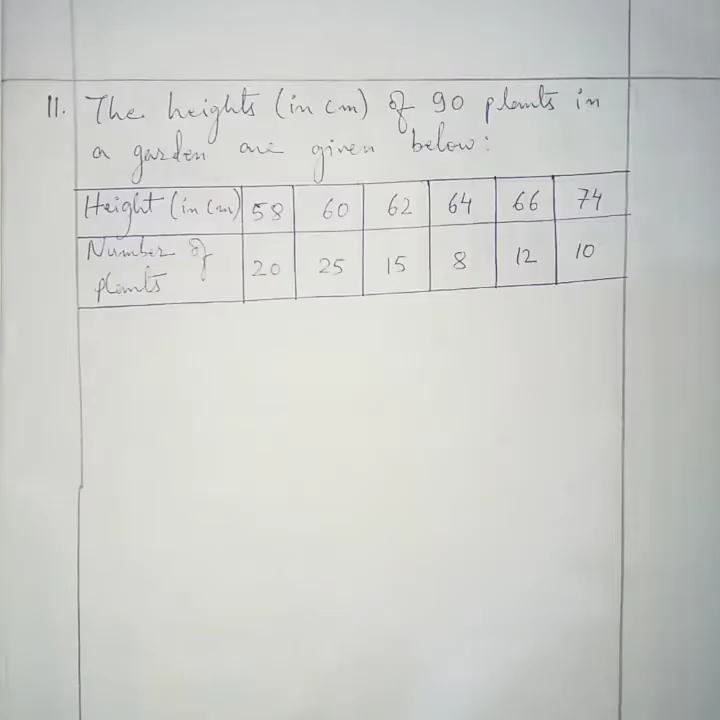 11. The heights (in cm) of 90 plants in
a garden are given below:
Height (in cm) 58 60 62 64 66 74
Number of
plants 20 25 15 8 12 10